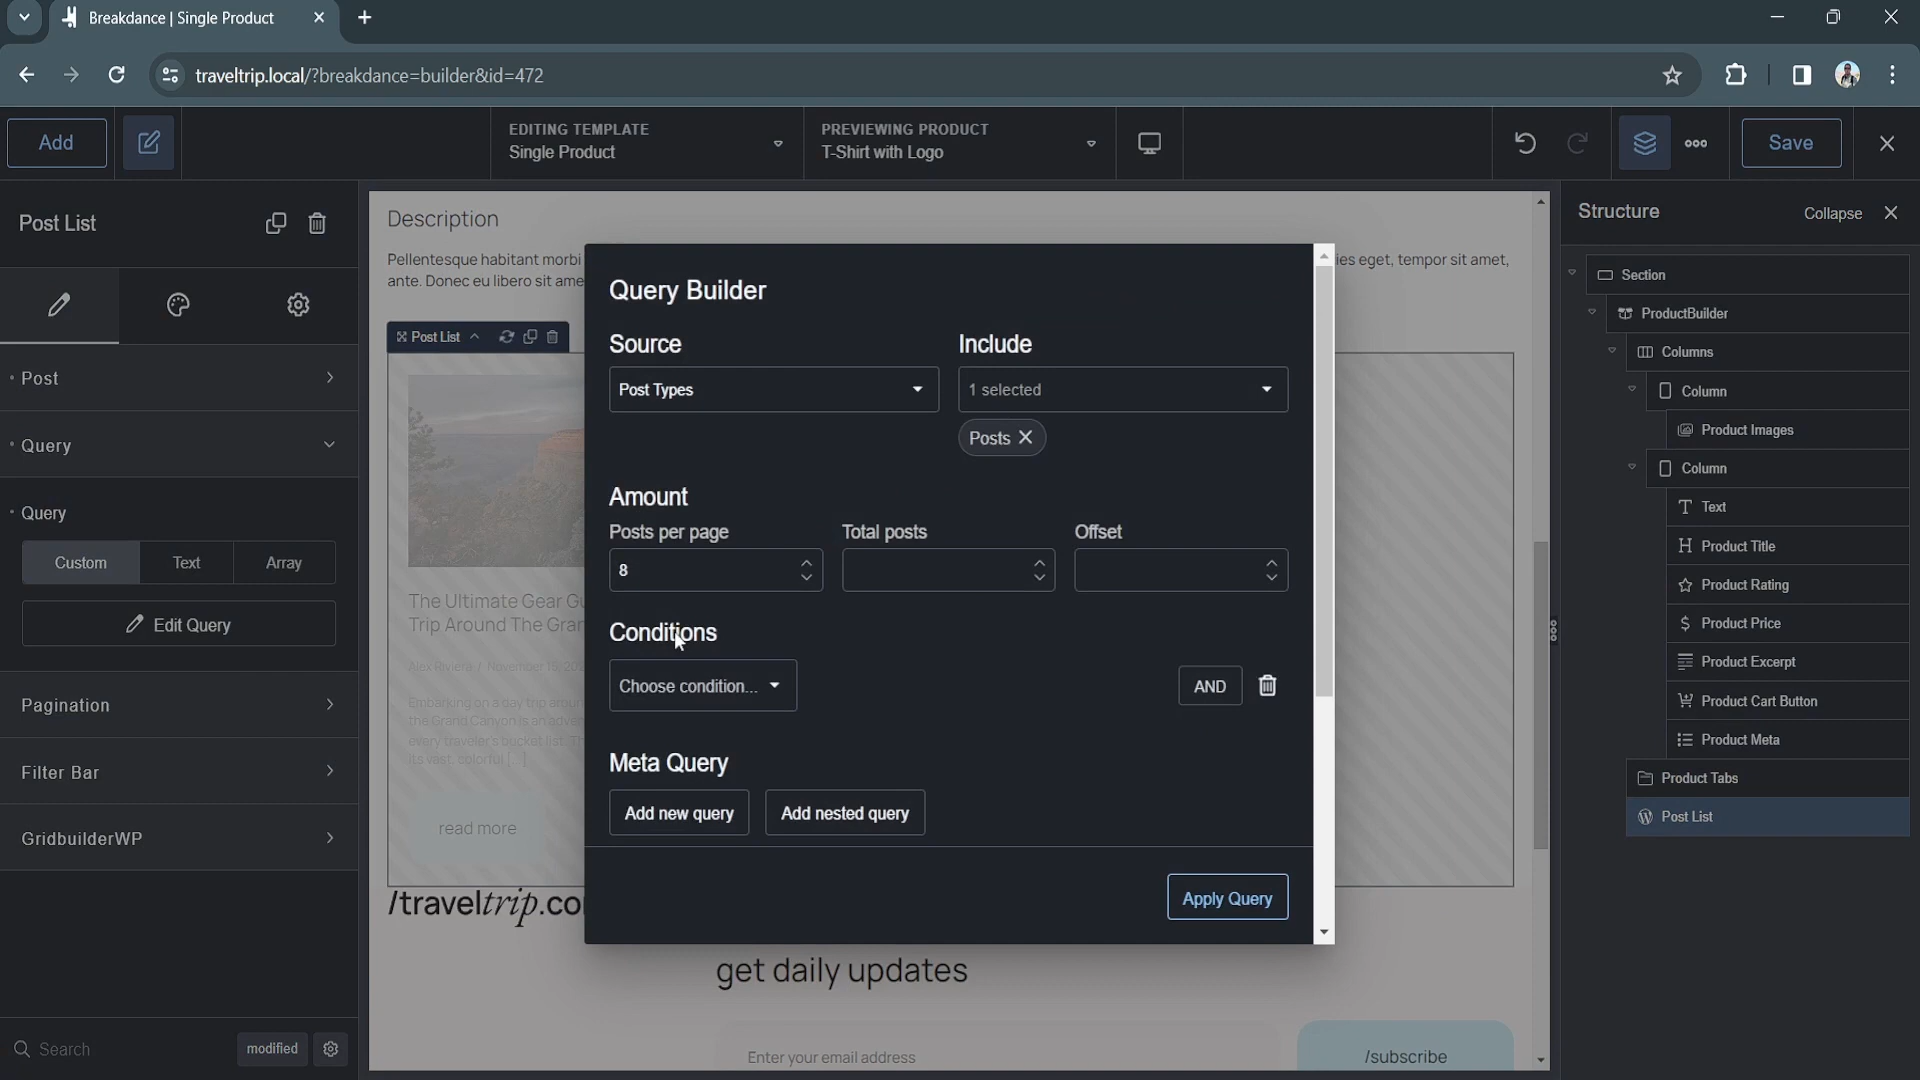 Breakdance | Single Product
traveltrip.local/?breakdance=builder&id=472
Add
EDITING TEMPLATE
Single Product
PREVIEWING PRODUCT
T-Shirt with Logo
Save
Post List
Post
Query
Query
Custom
Text
Array
Edit Query
Pagination
Filter Bar
GridbuilderWP
Search
modified
Description
Pellentesque habitant morbi
ies eget, tempor sit amet,
ante. Donec eu libero sit ame
Post List
The Ultimate Gear Gu
Trip Around The Gran
Alex Riviera / November 15, 202
Embarking on a day trip aroun
the Grand Canyon is an adven
every traveler's bucket list. Th
its vast, colorful [...]
read more
/traveltrip.co
get daily updates
Enter your email address
/subscribe
Query Builder
Source
Post Types
Include
1 selected
Posts
Amount
Posts per page
8
Total posts
Offset
Conditions
Choose condition...
AND
Meta Query
Add new query
Add nested query
Apply Query
Structure
Collapse
Section
ProductBuilder
Columns
Column
Product Images
Column
Text
Product Title
Product Rating
Product Price
Product Excerpt
Product Cart Button
Product Meta
Product Tabs
Post List